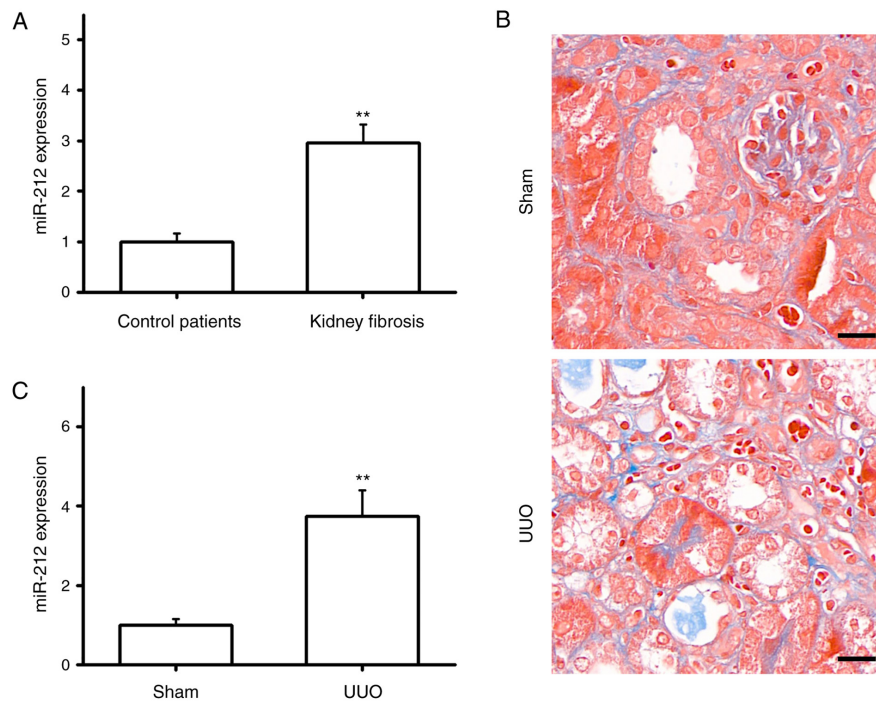 A
miR-212 expression
5
4
3
2
1
0
**
Control patients
Kidney fibrosis
B
Sham
UUO
C
miR-212 expression
6
4
2
0
**
Sham
UUO